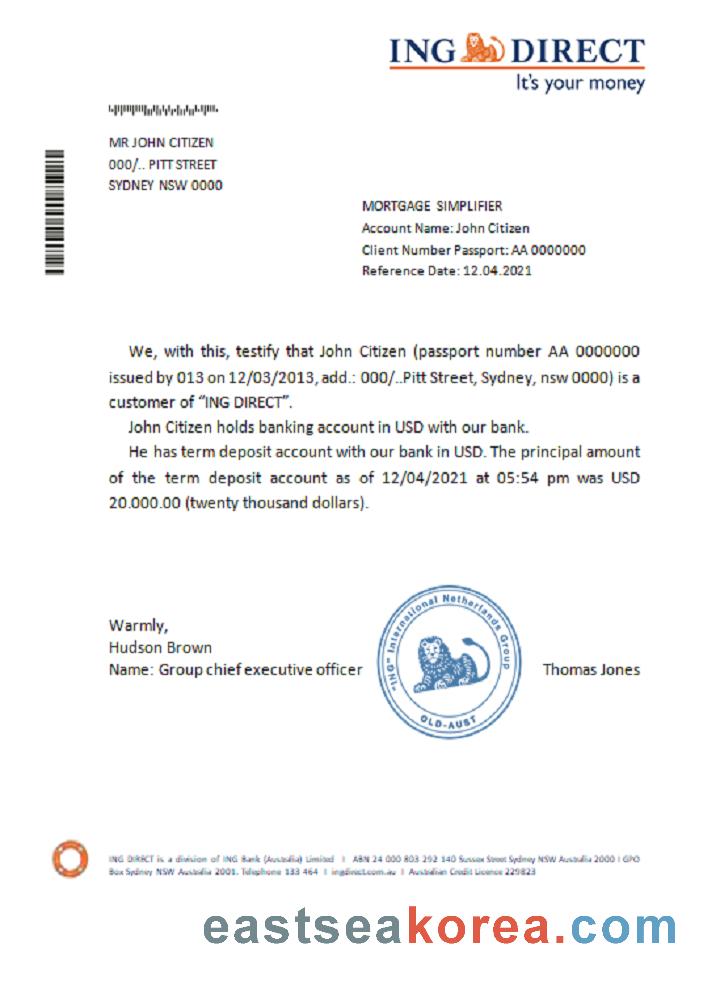 ING DIRECT
It's your money
MR JOHN CITIZEN
000/.. PITT STREET
SYDNEY NSW 0000
MORTGAGE SIMPLIFIER
Account Name: John Citizen
Client Number Passport: AA 0000000
Reference Date: 12.04.2021
We, with this, testify that John Citizen (passport number AA 0000000
issued by 013 on 12/03/2013, add.: 000/..Pitt Street, Sydney, nsw 0000) is a
customer of “ING DIRECT”.
John Citizen holds banking account in USD with our bank.
He has term deposit account with our bank in USD. The principal amount
of the term deposit account as of 12/04/2021 at 05:54 pm was USD
20.000.00 (twenty thousand dollars).
Warmly,
Hudson Brown
Name: Group chief executive officer
"ING" International Netherlands Group
OLD-AUST
Thomas Jones
ING DIRECT is a division of ING Bank (Australia) Limited | ABN 24 000 803 292 140 Sussex Street Sydney NSW Australia 2000 | GPO
Box Sydney NSW Australia 2001. Telephone 133 464 | ingdirect.com.au | Australian Credit Licence 229823
eastseakorea.com